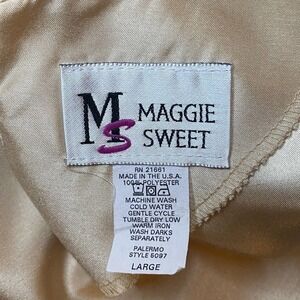 MS MAGGIE
SWEET
RN 21661
MADE IN THE U.S.A.
100% POLYESTER
MACHINE WASH
COLD WATER
GENTLE CYCLE
TUMBLE DRY LOW
WARM IRON
WASH DARKS
SEPARATELY
PALERMO
STYLE 5097
LARGE